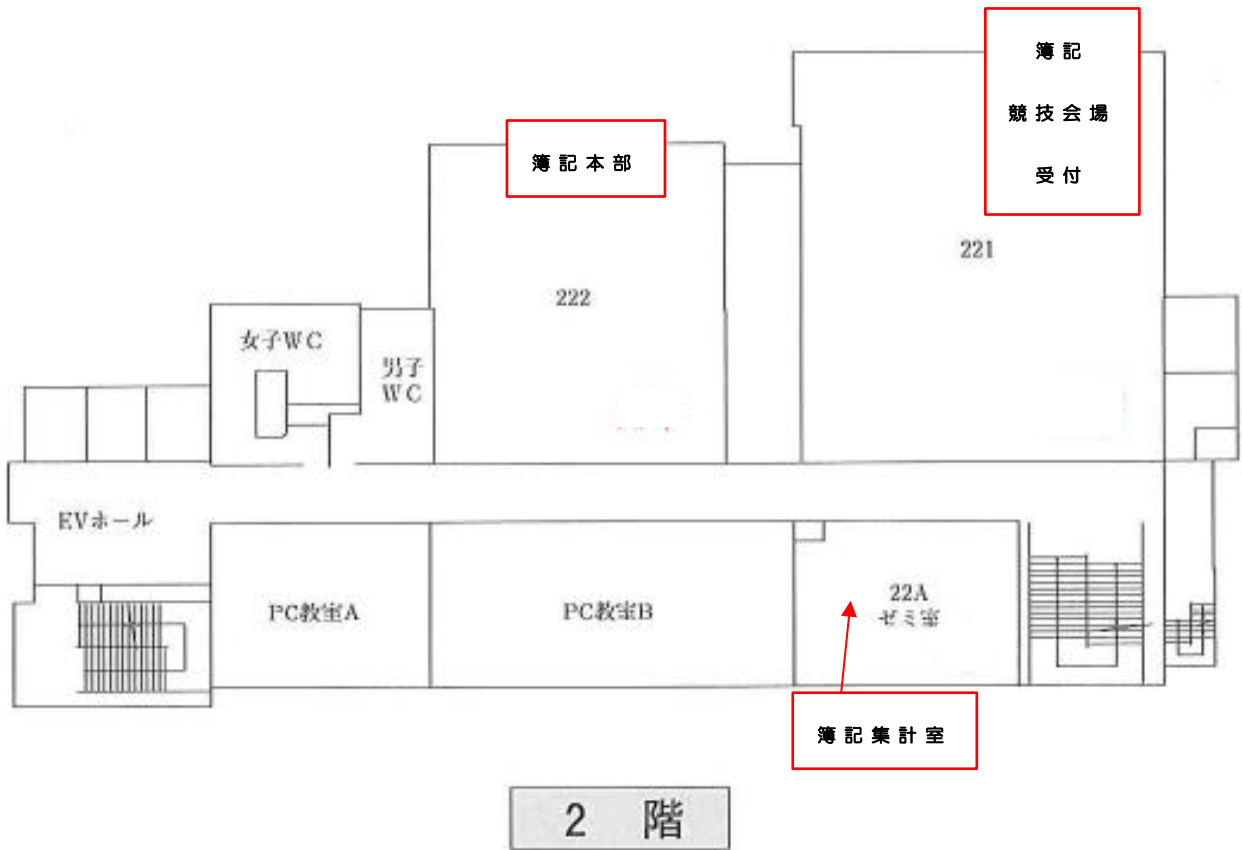 簿記
競技会場
受付
簿記本部
221
222
女子WC
男子
WC
EVホール
PC教室A
PC教室B
22A
ゼミ室
簿記集計室
2 階